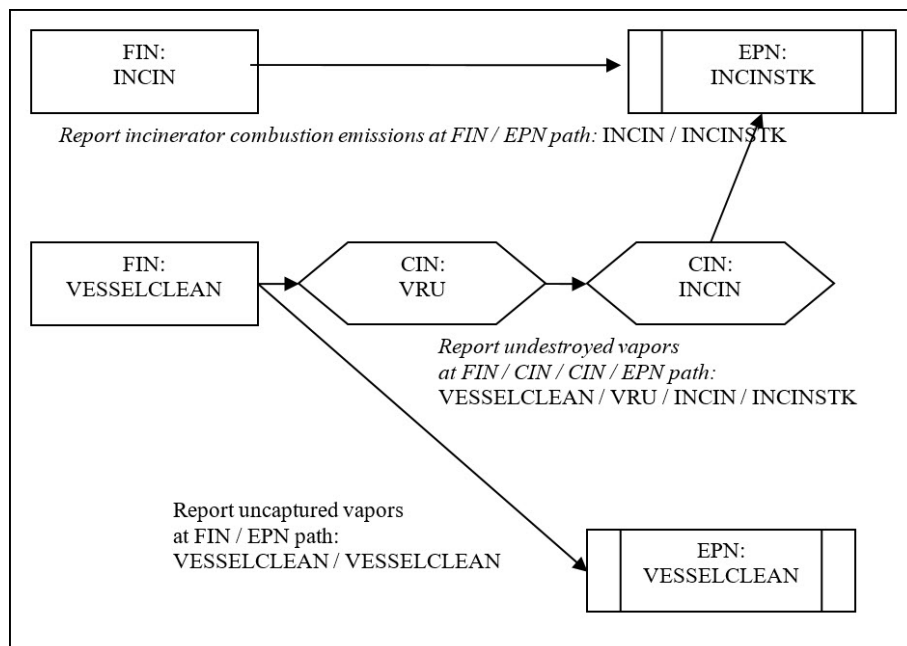 FIN:
INCIN
EPN:
INCINSTK
Report incinerator combustion emissions at FIN / EPN path: INCIN / INCINSTK
FIN:
VESSELCLEAN
CIN:
VRU
CIN:
INCIN
Report undestroyed vapors
at FIN / CIN / CIN / EPN path:
VESSELCLEAN / VRU / INCIN / INCINSTK
Report uncaptured vapors
at FIN / EPN path:
VESSELCLEAN / VESSELCLEAN
EPN:
VESSELCLEAN